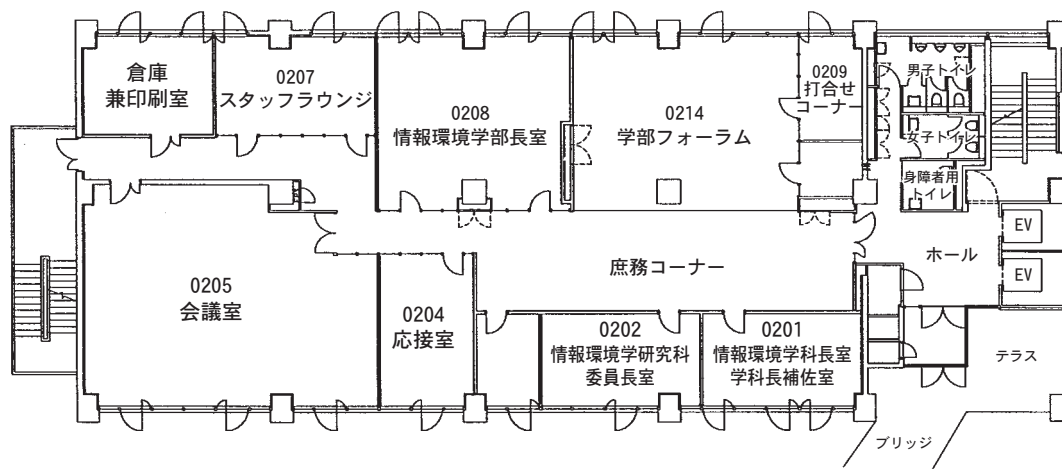 倉庫
兼印刷室
0207
スタッフラウンジ
0208
情報環境学部長室
0214
学部フォーラム
0209
打合せ
コーナー
男子トイレ
女子トイレ
身障者用
トイレ
EV
EV
ホール
庶務コーナー
0205
会議室
0204
応接室
0202
情報環境学研究科
委員長室
0201
情報環境学科長室
学科長補佐室
テラス
ブリッジ